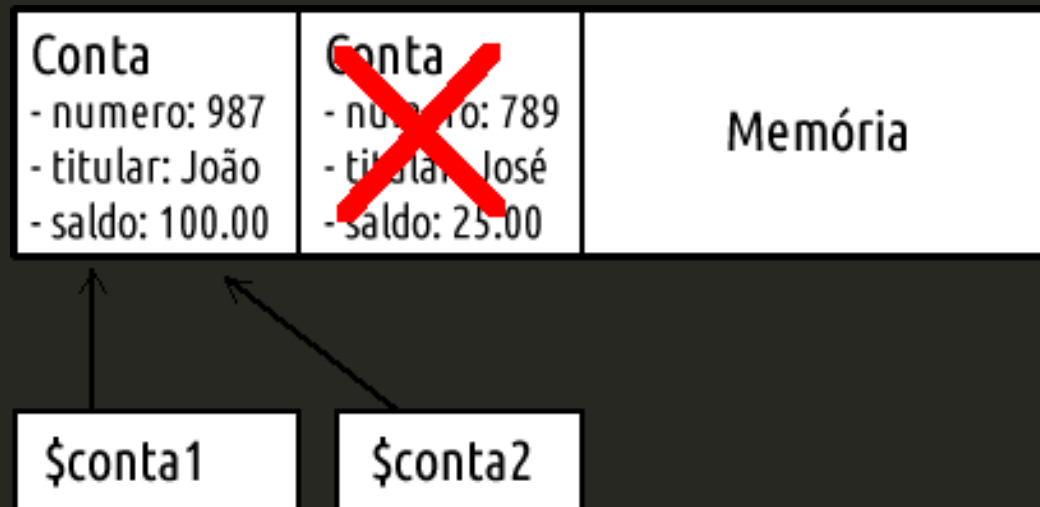 Conta
- numero: 987
- titular: João
- saldo: 100.00
Conta
- numero: 789
- titular: José
- saldo: 25.00
Memória
$conta1
$conta2